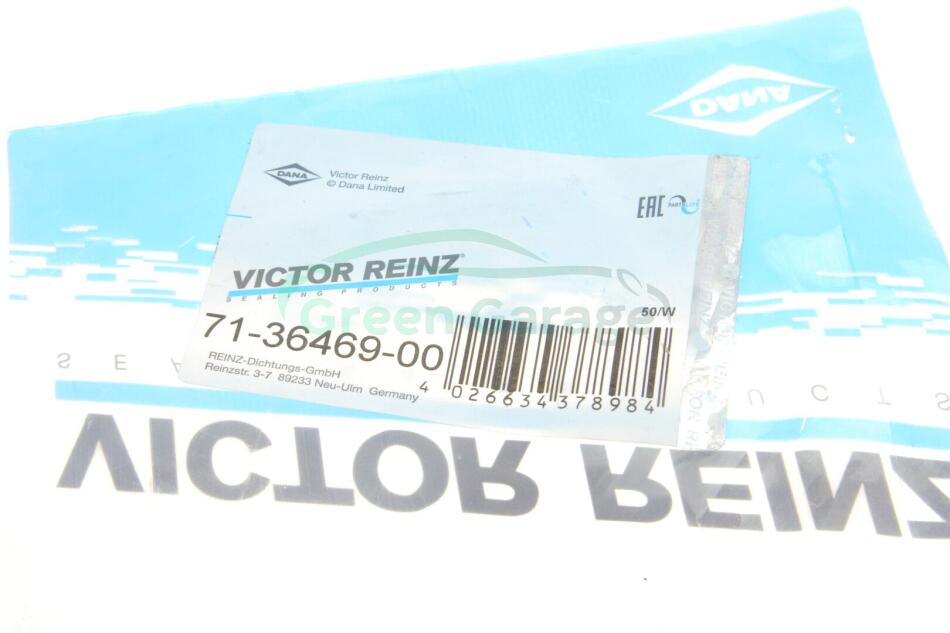 DANA
DANA
Victor Reinz
© Dana Limited
EAC
VICTOR REINZ®
SEALING PRODUCTS
Green Garage
50/W
71-36469-00
REINZ-Dichtungs-GmbH
Reinzstr. 3-7 89233 Neu-Ulm Germany
4 026634 378984
VICTOR REINZ